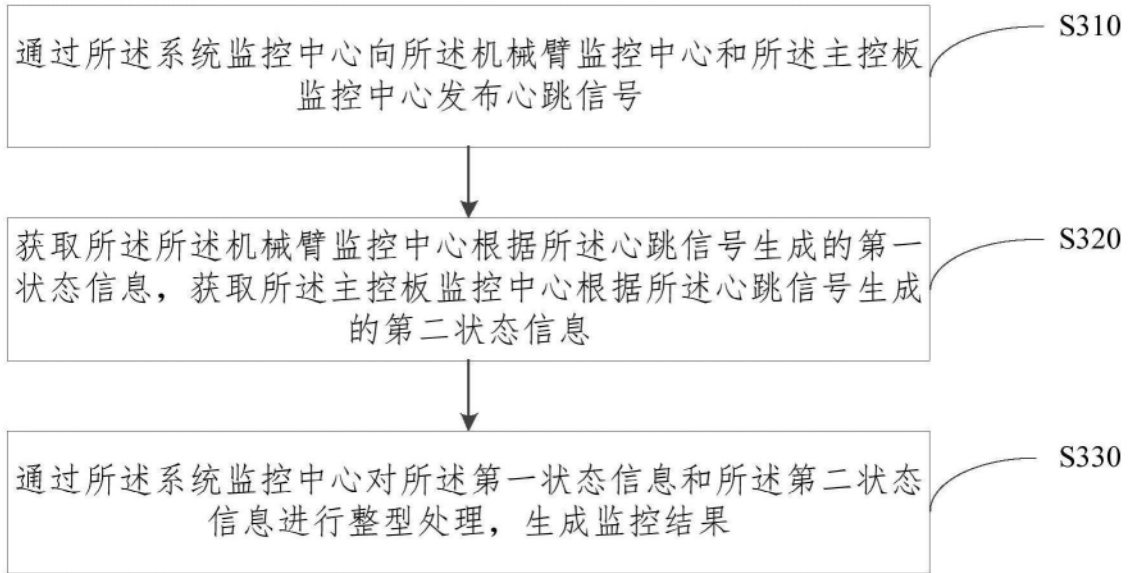 通过所述系统监控中心向所述机械臂监控中心和所述主控板
监控中心发布心跳信号
S310
获取所述所述机械臂监控中心根据所述心跳信号生成的第一
状态信息，获取所述主控板监控中心根据所述心跳信号生成
的第二状态信息
S320
通过所述系统监控中心对所述第一状态信息和所述第二状态
信息进行整型处理，生成监控结果
S330